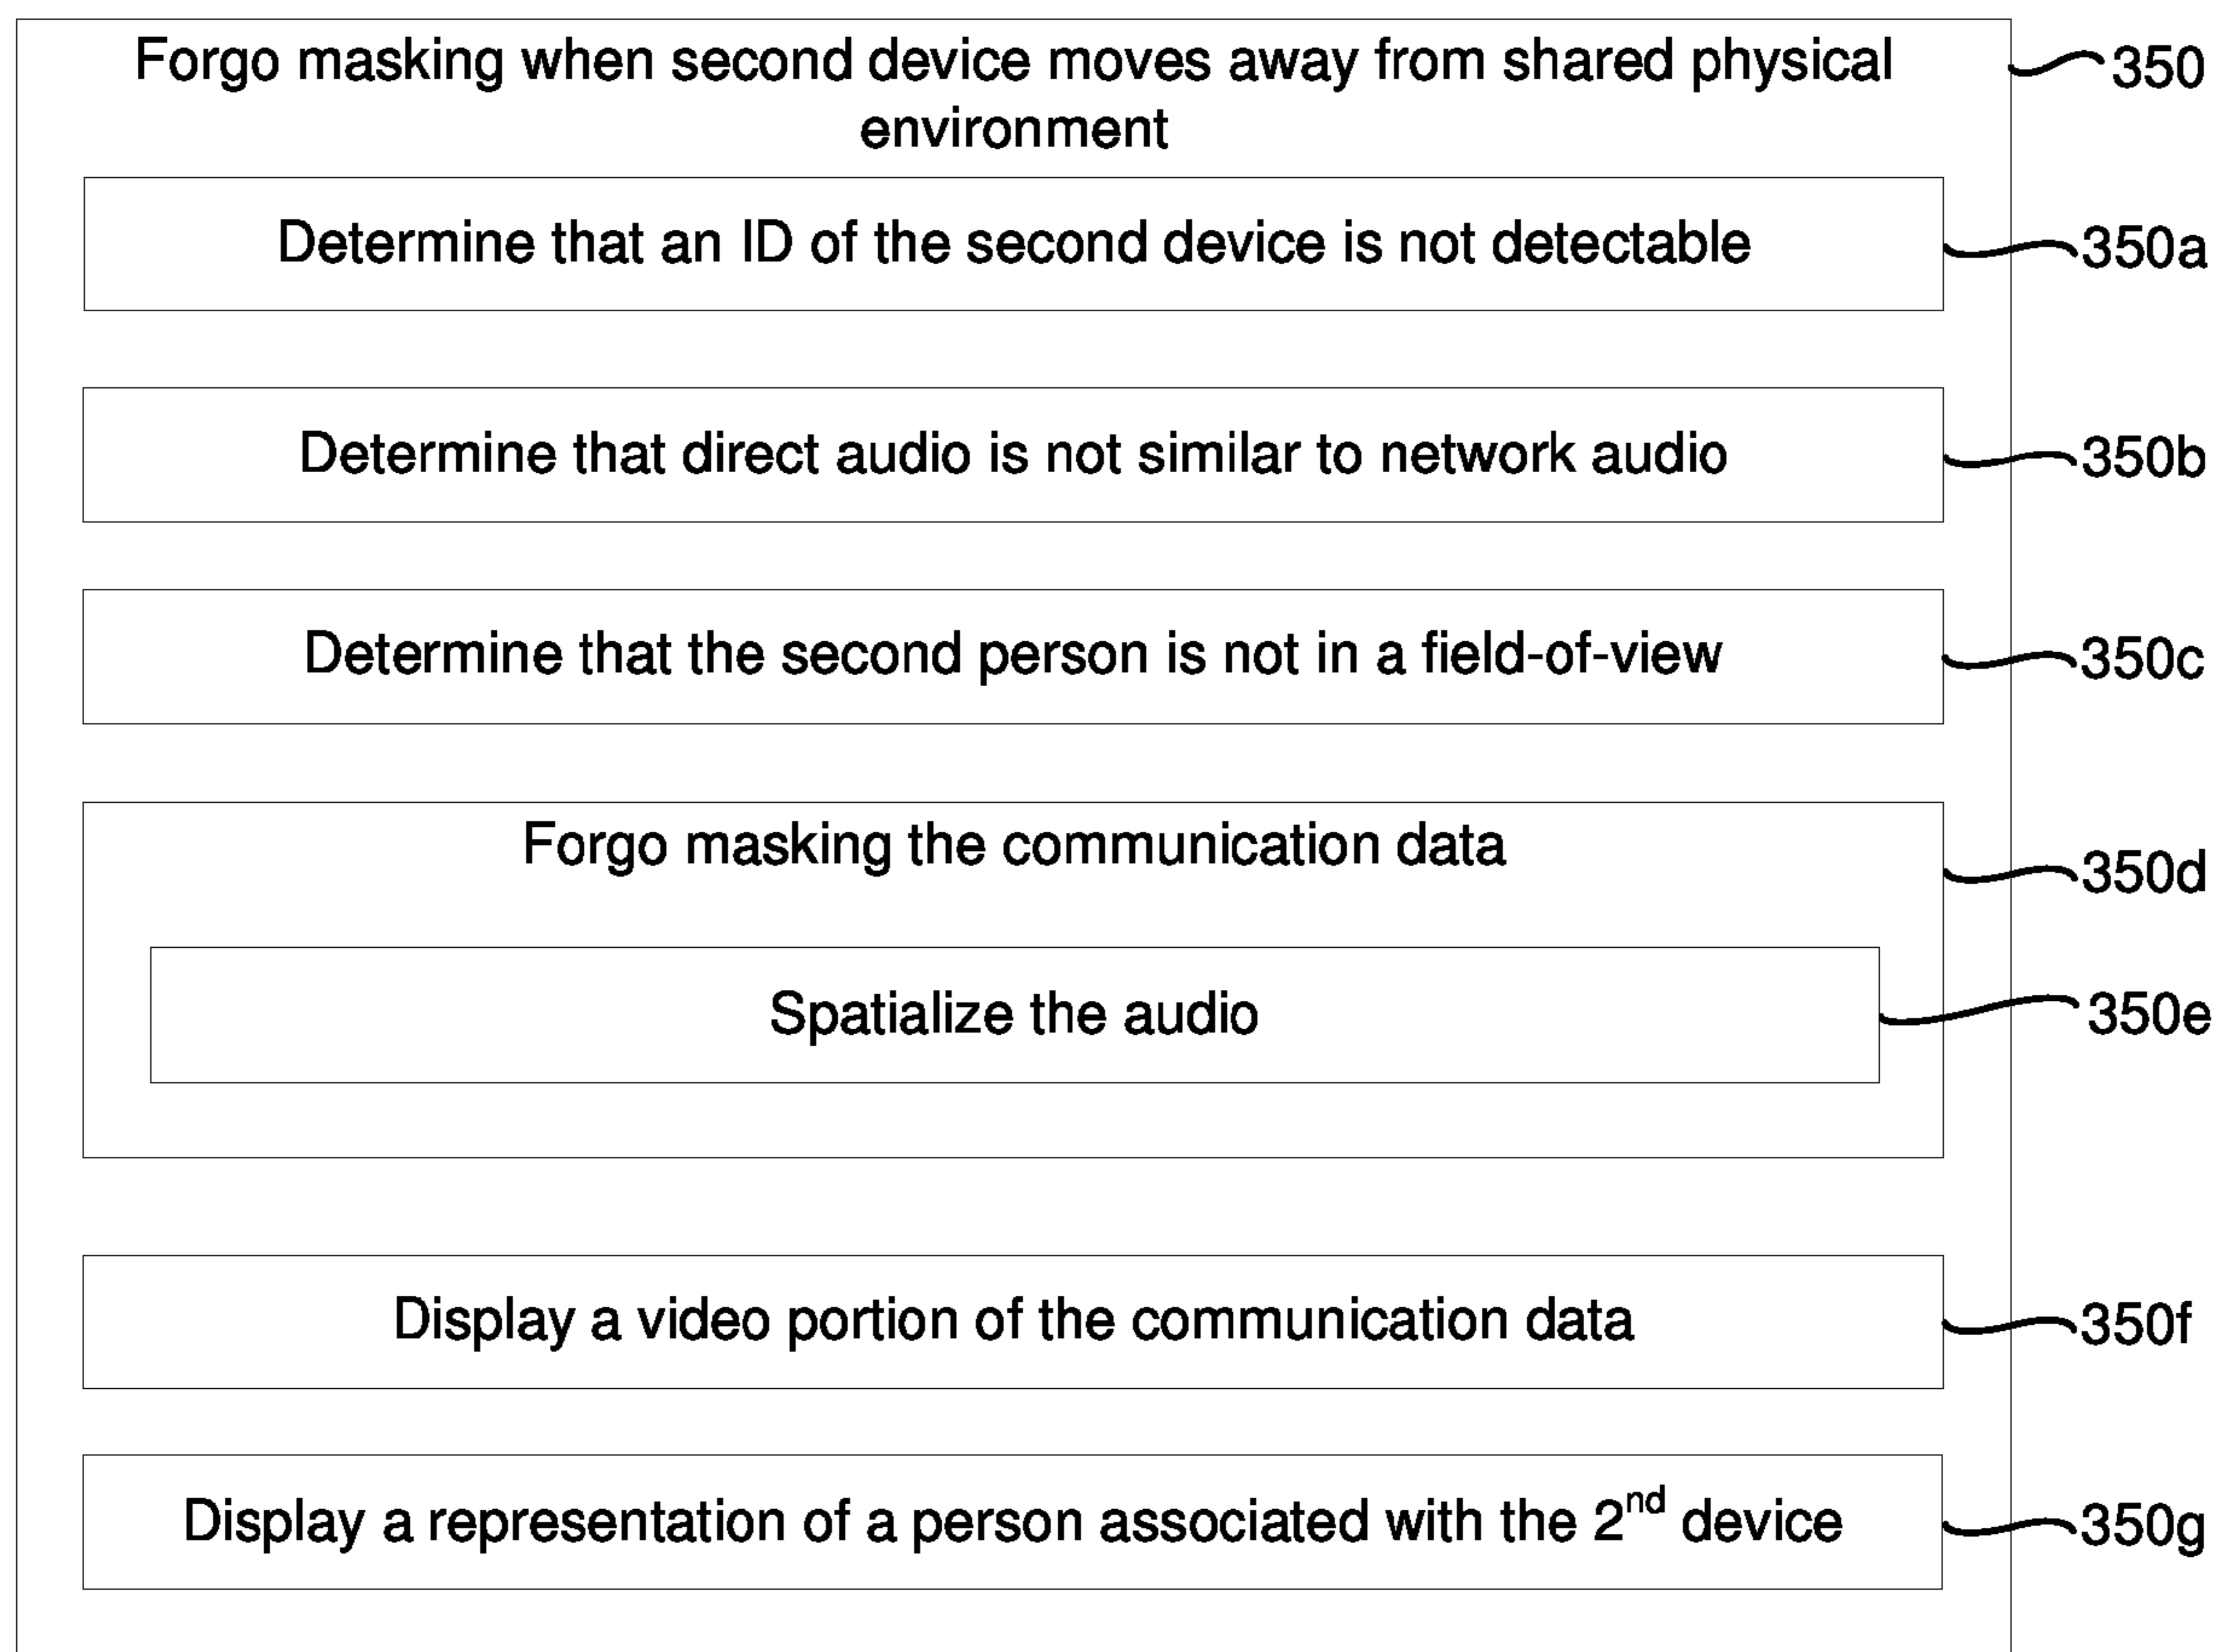 Forgo masking when second device moves away from shared physical
environment
350
Determine that an ID of the second device is not detectable
350a
Determine that direct audio is not similar to network audio
350b
Determine that the second person is not in a field-of-view
350c
Forgo masking the communication data
350d
Spatialize the audio
350e
Display a video portion of the communication data
350f
Display a representation of a person associated with the 2nd device
350g